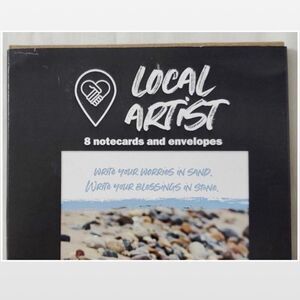 LOCAL
ARTIST
8 notecards and envelopes
WRITE YOUR WORRIES IN SAND.
WRITE YOUR BLESSINGS IN STONE.